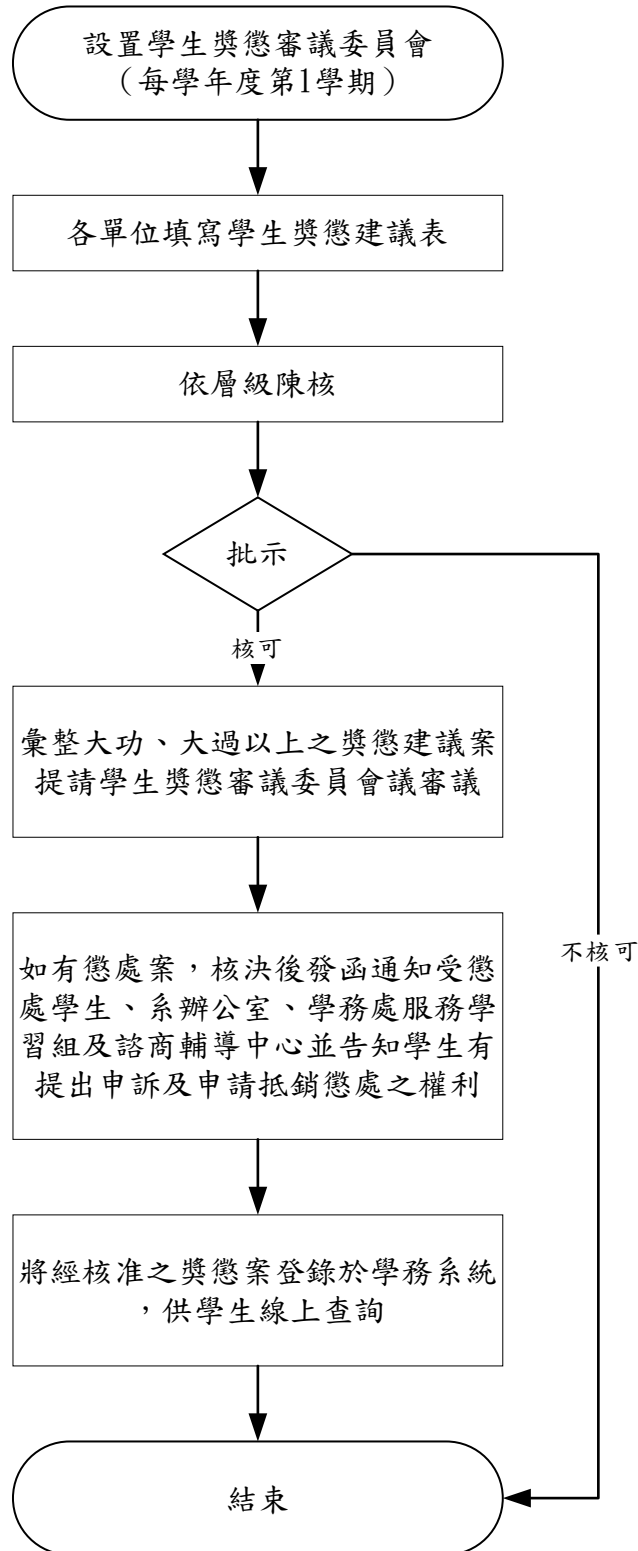 設置學生獎懲審議委員會
（每學年度第1學期）
各單位填寫學生獎懲建議表
依層級陳核
批示
核可
彙整大功、大過以上之獎懲建議案
提請學生獎懲審議委員會議審議
不核可
如有懲處案，核決後發函通知受懲
處學生、系辦公室、學務處服務學
習組及諮商輔導中心並告知學生有
提出申訴及申請抵銷懲處之權利
將經核准之獎懲案登錄於學務系統
，供學生線上查詢
結束